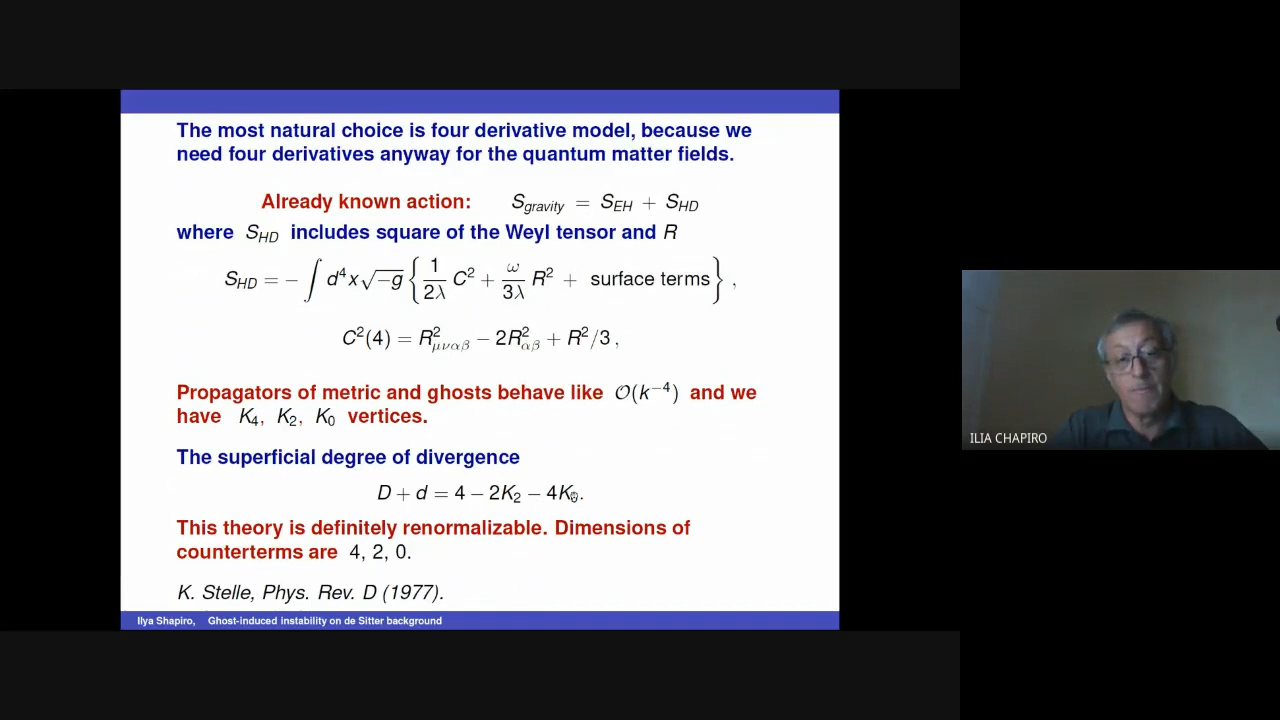 The most natural choice is four derivative model, because we
need four derivatives anyway for the quantum matter fields.
Already known action: S_gravity = S_EH + S_HD
where S_HD includes square of the Weyl tensor and R
S_HD = − ∫ d⁴x√−g { 1/2λ C² + ω/3λ R² + surface terms } ,
C²(4) = R²_μναβ − 2R²_αβ + R²/3 ,
Propagators of metric and ghosts behave like O(k⁻⁴) and we
have K₄, K₂, K₀ vertices.
The superficial degree of divergence
D + d = 4 − 2K₂ − 4K₀.
This theory is definitely renormalizable. Dimensions of
counterterms are 4, 2, 0.
K. Stelle, Phys. Rev. D (1977).
Ilya Shapiro, Ghost-induced instability on de Sitter background
ILIA CHAPIRO